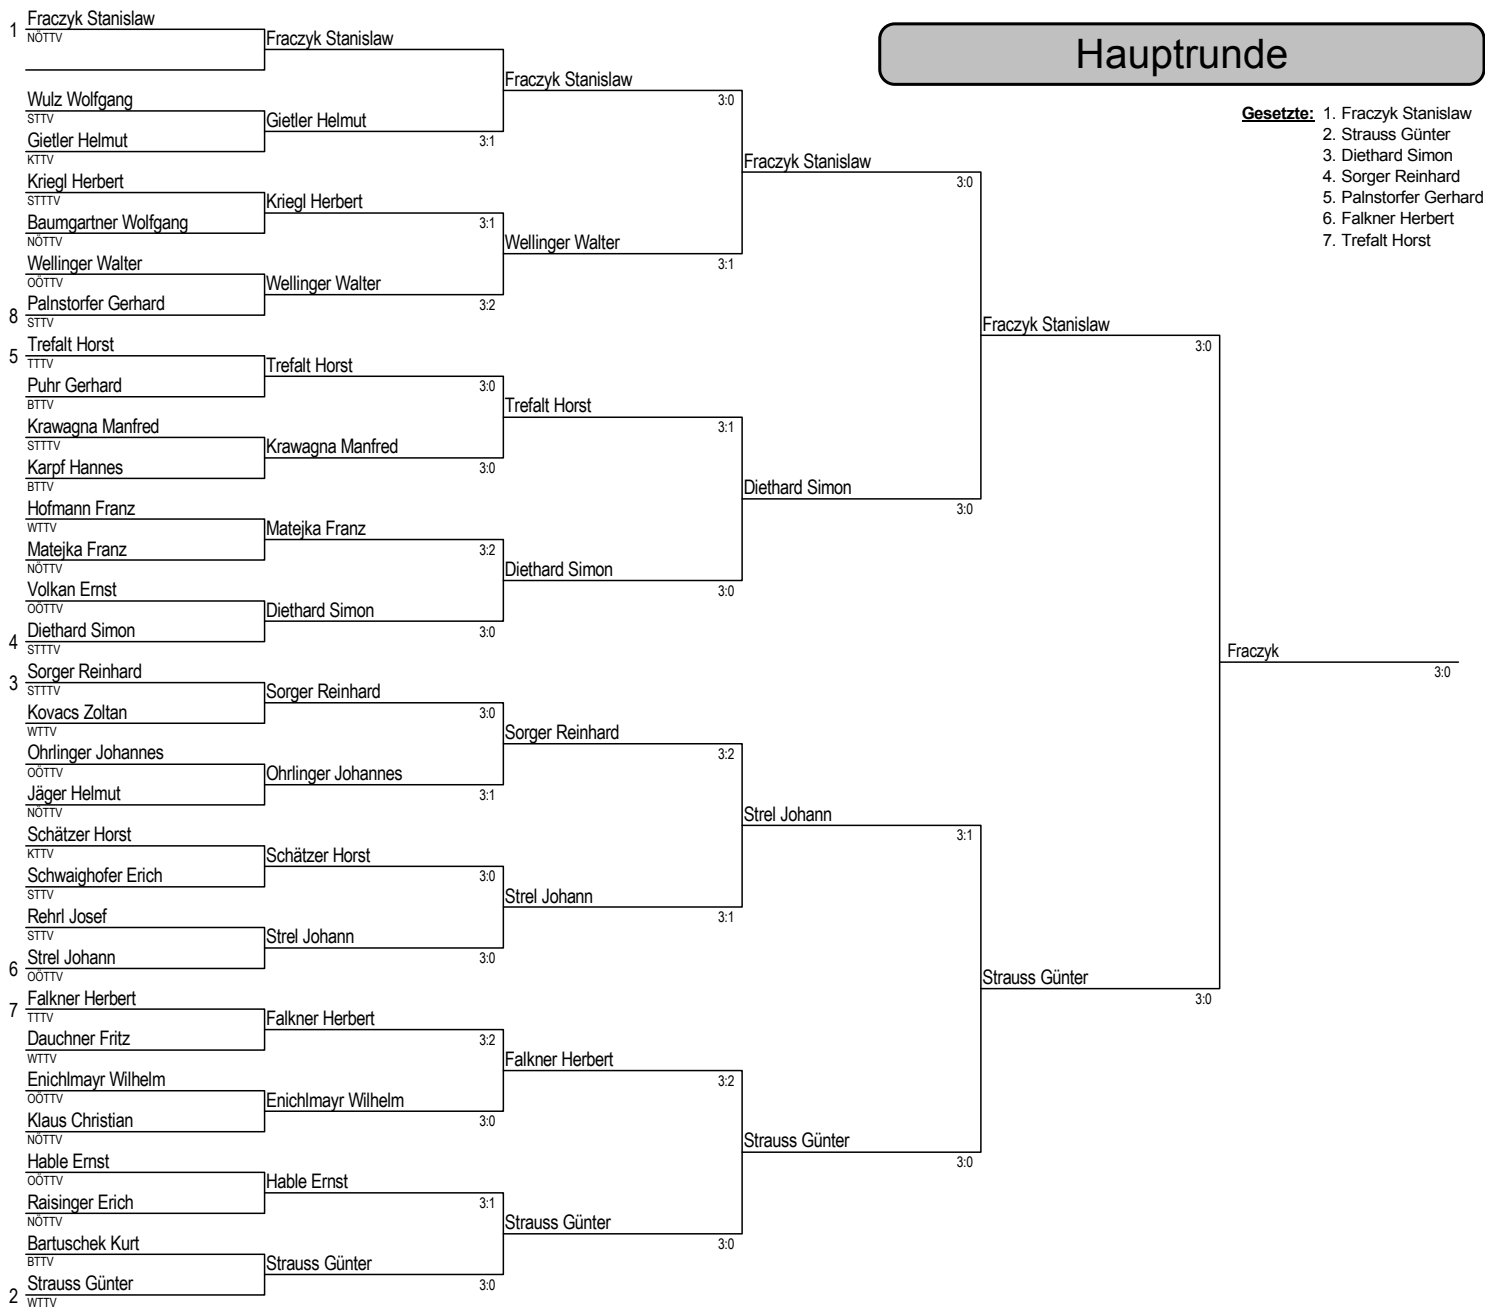 Hauptrunde
Gesetzte: 1. Fraczyk Stanislaw
2. Strauss Günter
3. Diethard Simon
4. Sorger Reinhard
5. Palnstorfer Gerhard
6. Falkner Herbert
7. Trefalt Horst
1 Fraczyk Stanislaw
NÖTTV
Wulz Wolfgang
STTV
Gietler Helmut
KTTV
Kriegl Herbert
STTTV
Baumgartner Wolfgang
NÖTTV
Wellinger Walter
OÖTTV
8 Palnstorfer Gerhard
STTV
5 Trefalt Horst
TTTV
Puhr Gerhard
BTTV
Krawagna Manfred
STTTV
Karpf Hannes
BTTV
Hofmann Franz
WTTV
Matejka Franz
NÖTTV
Volkan Ernst
OÖTTV
4 Diethard Simon
STTTV
3 Sorger Reinhard
STTTV
Kovacs Zoltan
WTTV
Ohrlinger Johannes
OÖTTV
Jäger Helmut
NÖTTV
Schätzer Horst
KTTV
Schwaighofer Erich
STTV
Rehrl Josef
STTV
6 Strel Johann
OÖTTV
7 Falkner Herbert
TTTV
Dauchner Fritz
WTTV
Enichlmayr Wilhelm
OÖTTV
Klaus Christian
NÖTTV
Hable Ernst
OÖTTV
Raisinger Erich
NÖTTV
Bartuschek Kurt
BTTV
2 Strauss Günter
WTTV
Fraczyk Stanislaw
Gietler Helmut
3:1
Kriegl Herbert
3:1
Wellinger Walter
3:2
Trefalt Horst
3:0
Krawagna Manfred
3:0
Matejka Franz
3:2
Diethard Simon
3:0
Sorger Reinhard
3:0
Ohrlinger Johannes
3:1
Schätzer Horst
3:0
Strel Johann
3:0
Falkner Herbert
3:2
Enichlmayr Wilhelm
3:0
Hable Ernst
3:1
Strauss Günter
3:0
Fraczyk Stanislaw
3:0
Wellinger Walter
3:1
Trefalt Horst
3:1
Diethard Simon
3:0
Sorger Reinhard
3:2
Strel Johann
3:1
Falkner Herbert
3:2
Strauss Günter
3:0
Fraczyk Stanislaw
3:0
Diethard Simon
3:0
Strel Johann
3:1
Strauss Günter
3:0
Fraczyk Stanislaw
3:0
Strauss Günter
3:0
Fraczyk
3:0